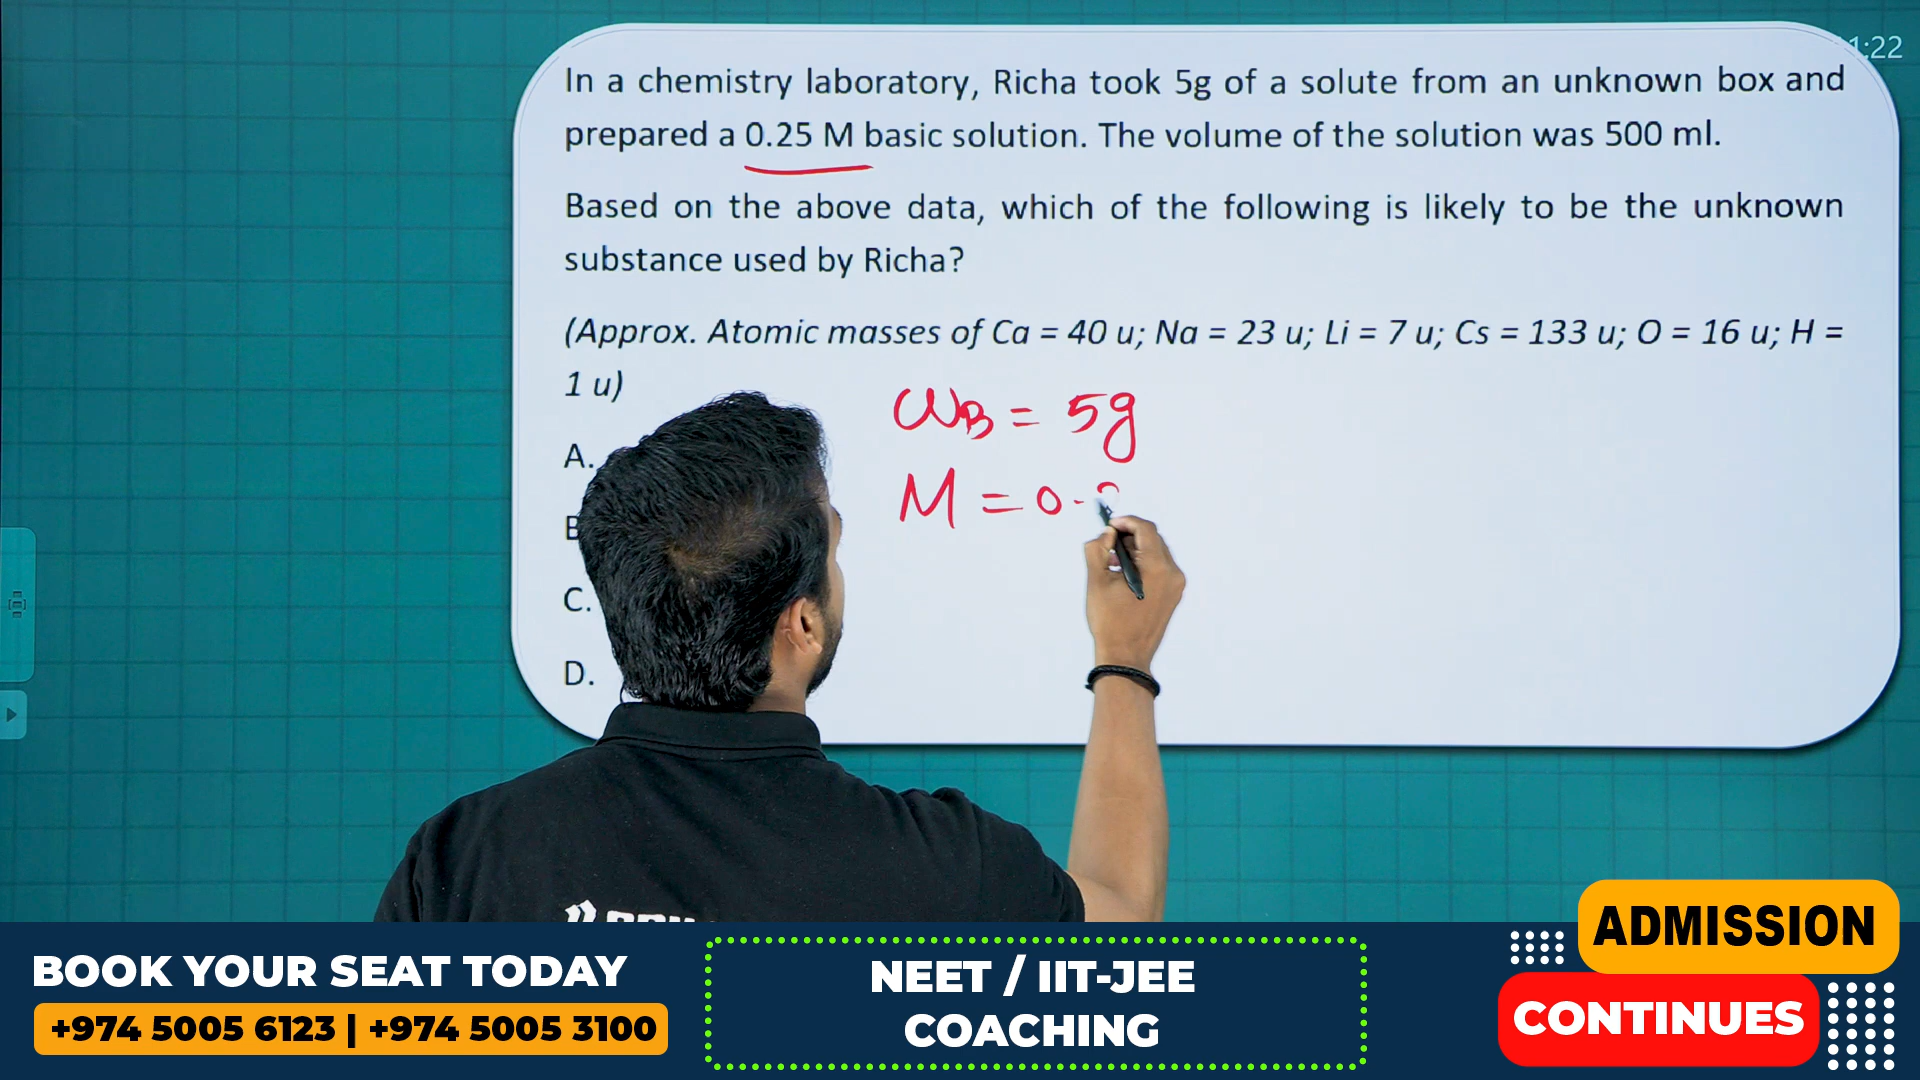 1:22
In a chemistry laboratory, Richa took 5g of a solute from an unknown box and
prepared a 0.25 M basic solution. The volume of the solution was 500 ml.
Based on the above data, which of the following is likely to be the unknown
substance used by Richa?
(Approx. Atomic masses of Ca = 40 u; Na = 23 u; Li = 7 u; Cs = 133 u; O = 16 u; H =
1 u)
A.
B
C.
D.
WB = 5g
M = 0.
BOOK YOUR SEAT TODAY
+974 5005 6123 | +974 5005 3100
NEET / IIT-JEE
COACHING
ADMISSION
CONTINUES